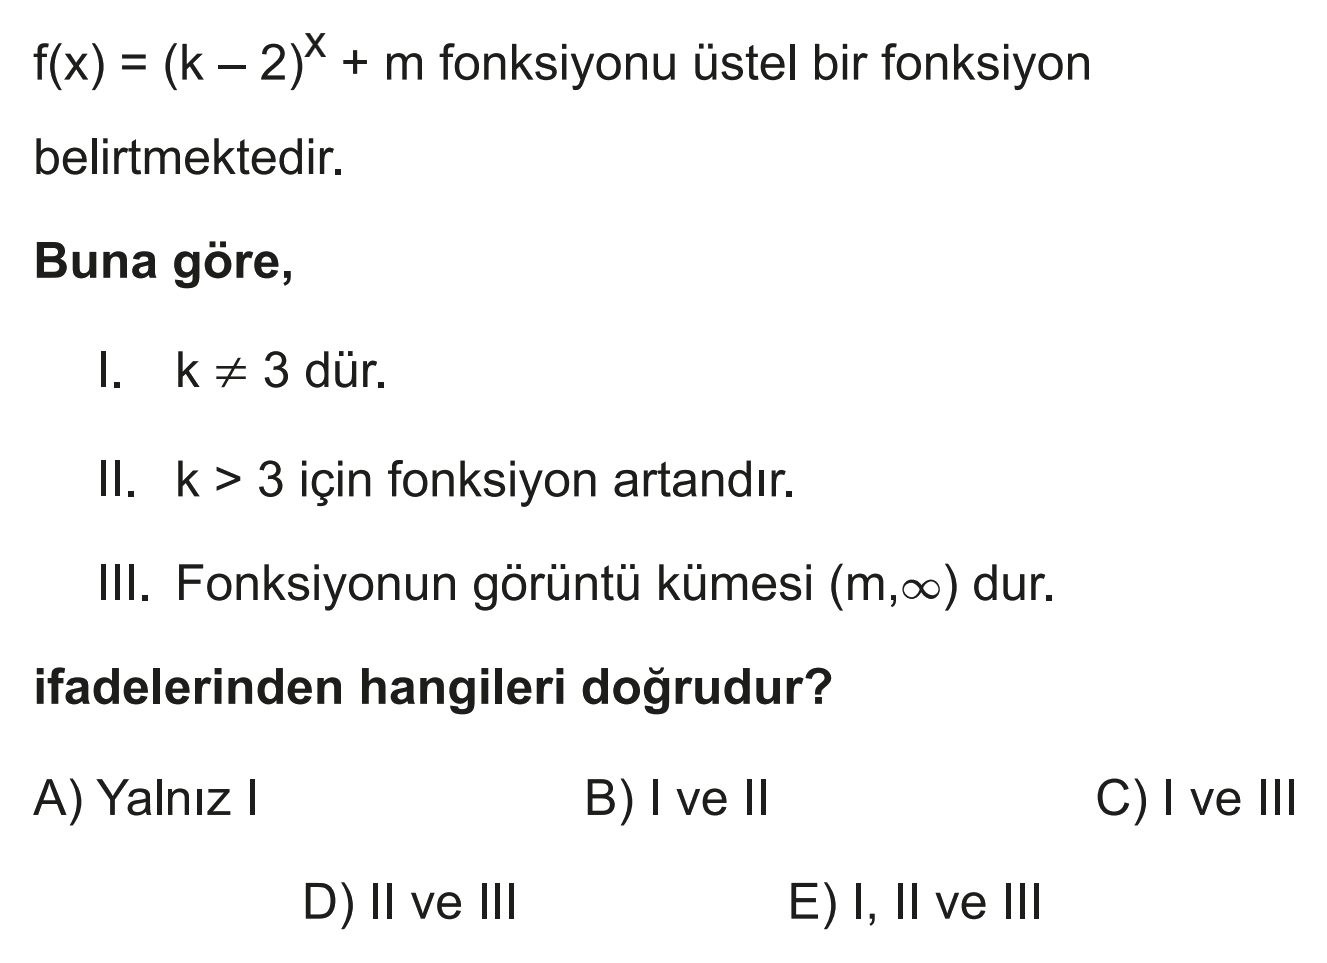 f(x) = (k – 2)^x + m fonksiyonu üstel bir fonksiyon
belirtmektedir.
Buna göre,
I. k ≠ 3 dür.
II. k > 3 için fonksiyon artandır.
III. Fonksiyonun görüntü kümesi (m,∞) dur.
ifadelerinden hangileri doğrudur?
A) Yalnız I B) I ve II C) I ve III
D) II ve III E) I, II ve III